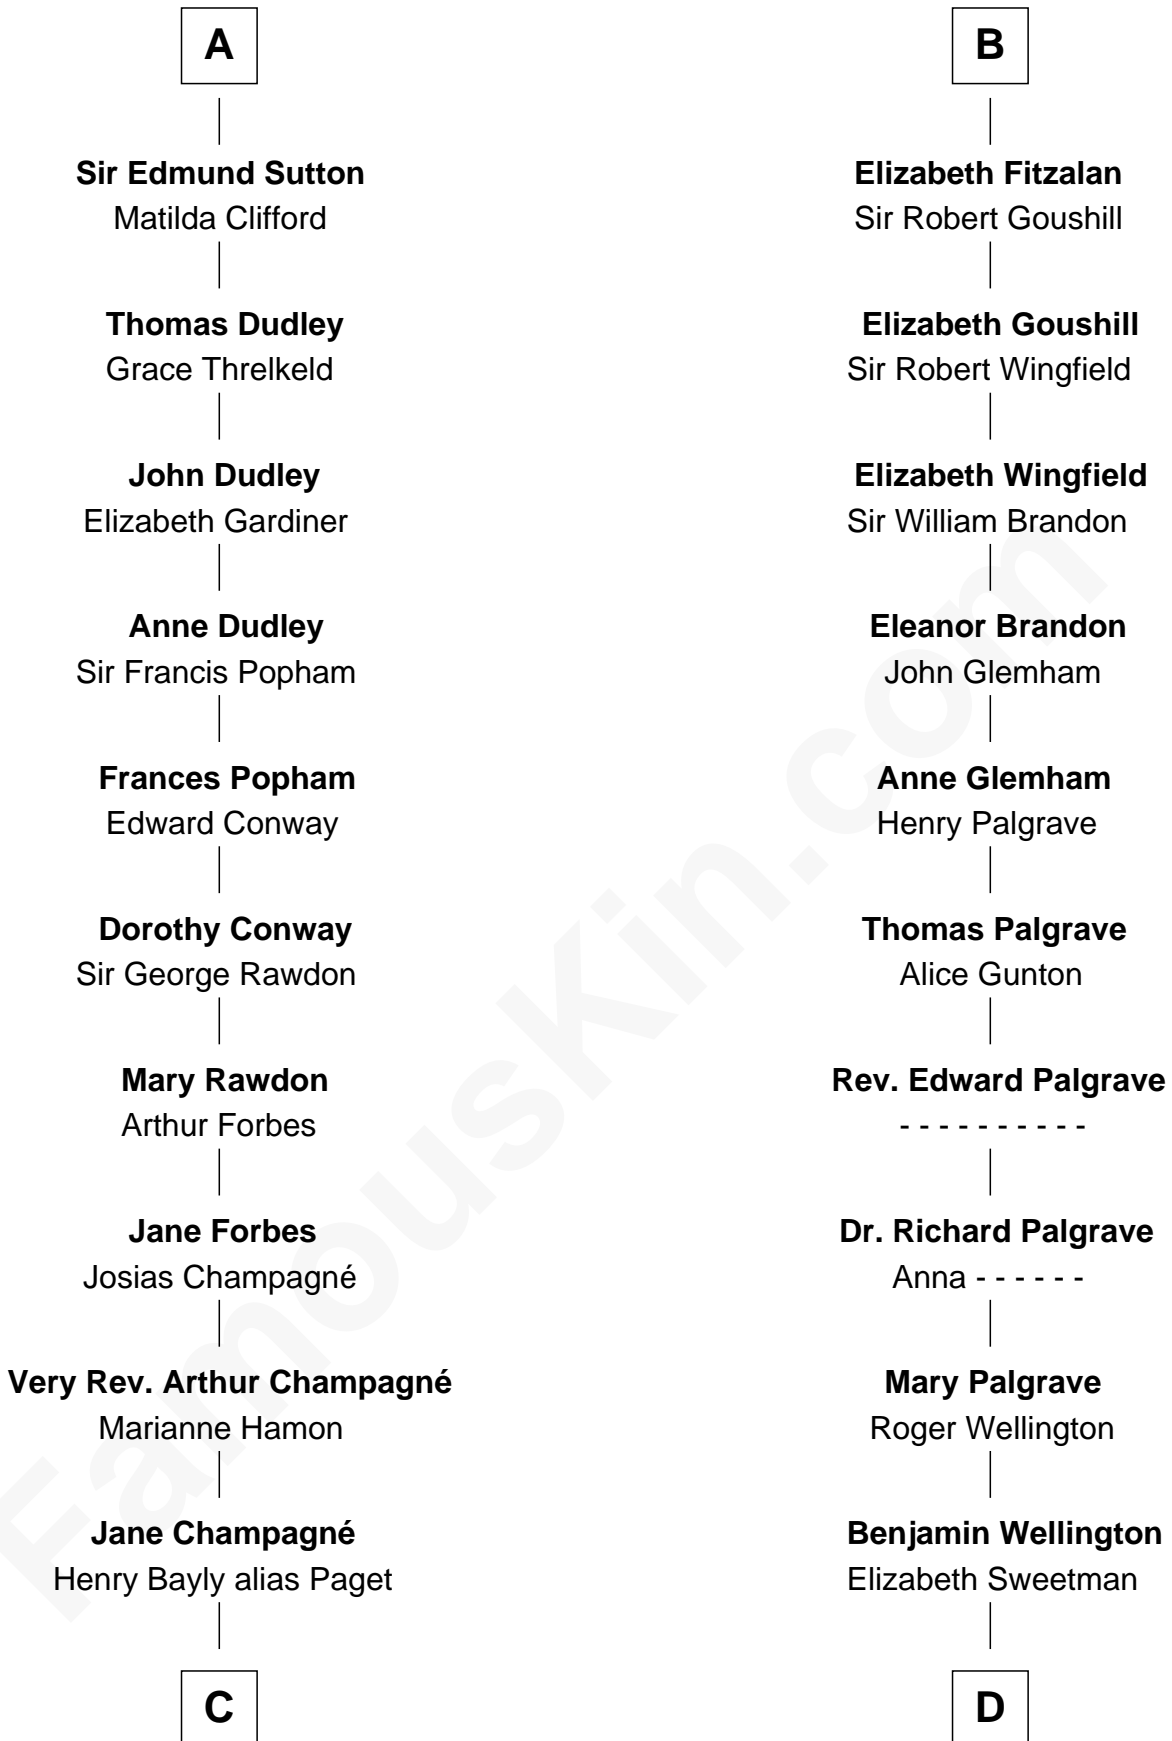 A
Sir Edmund Sutton
Matilda Clifford
Thomas Dudley
Grace Threlkeld
John Dudley
Elizabeth Gardiner
Anne Dudley
Sir Francis Popham
Frances Popham
Edward Conway
Dorothy Conway
Sir George Rawdon
Mary Rawdon
Arthur Forbes
Jane Forbes
Josias Champagné
Very Rev. Arthur Champagné
Marianne Hamon
Jane Champagné
Henry Bayly alias Paget
C
B
Elizabeth Fitzalan
Sir Robert Goushill
Elizabeth Goushill
Sir Robert Wingfield
Elizabeth Wingfield
Sir William Brandon
Eleanor Brandon
John Glemham
Anne Glemham
Henry Palgrave
Thomas Palgrave
Alice Gunton
Rev. Edward Palgrave
- - - - - - - - - -
Dr. Richard Palgrave
Anna - - - - - -
Mary Palgrave
Roger Wellington
Benjamin Wellington
Elizabeth Sweetman
D
FamousKin.com